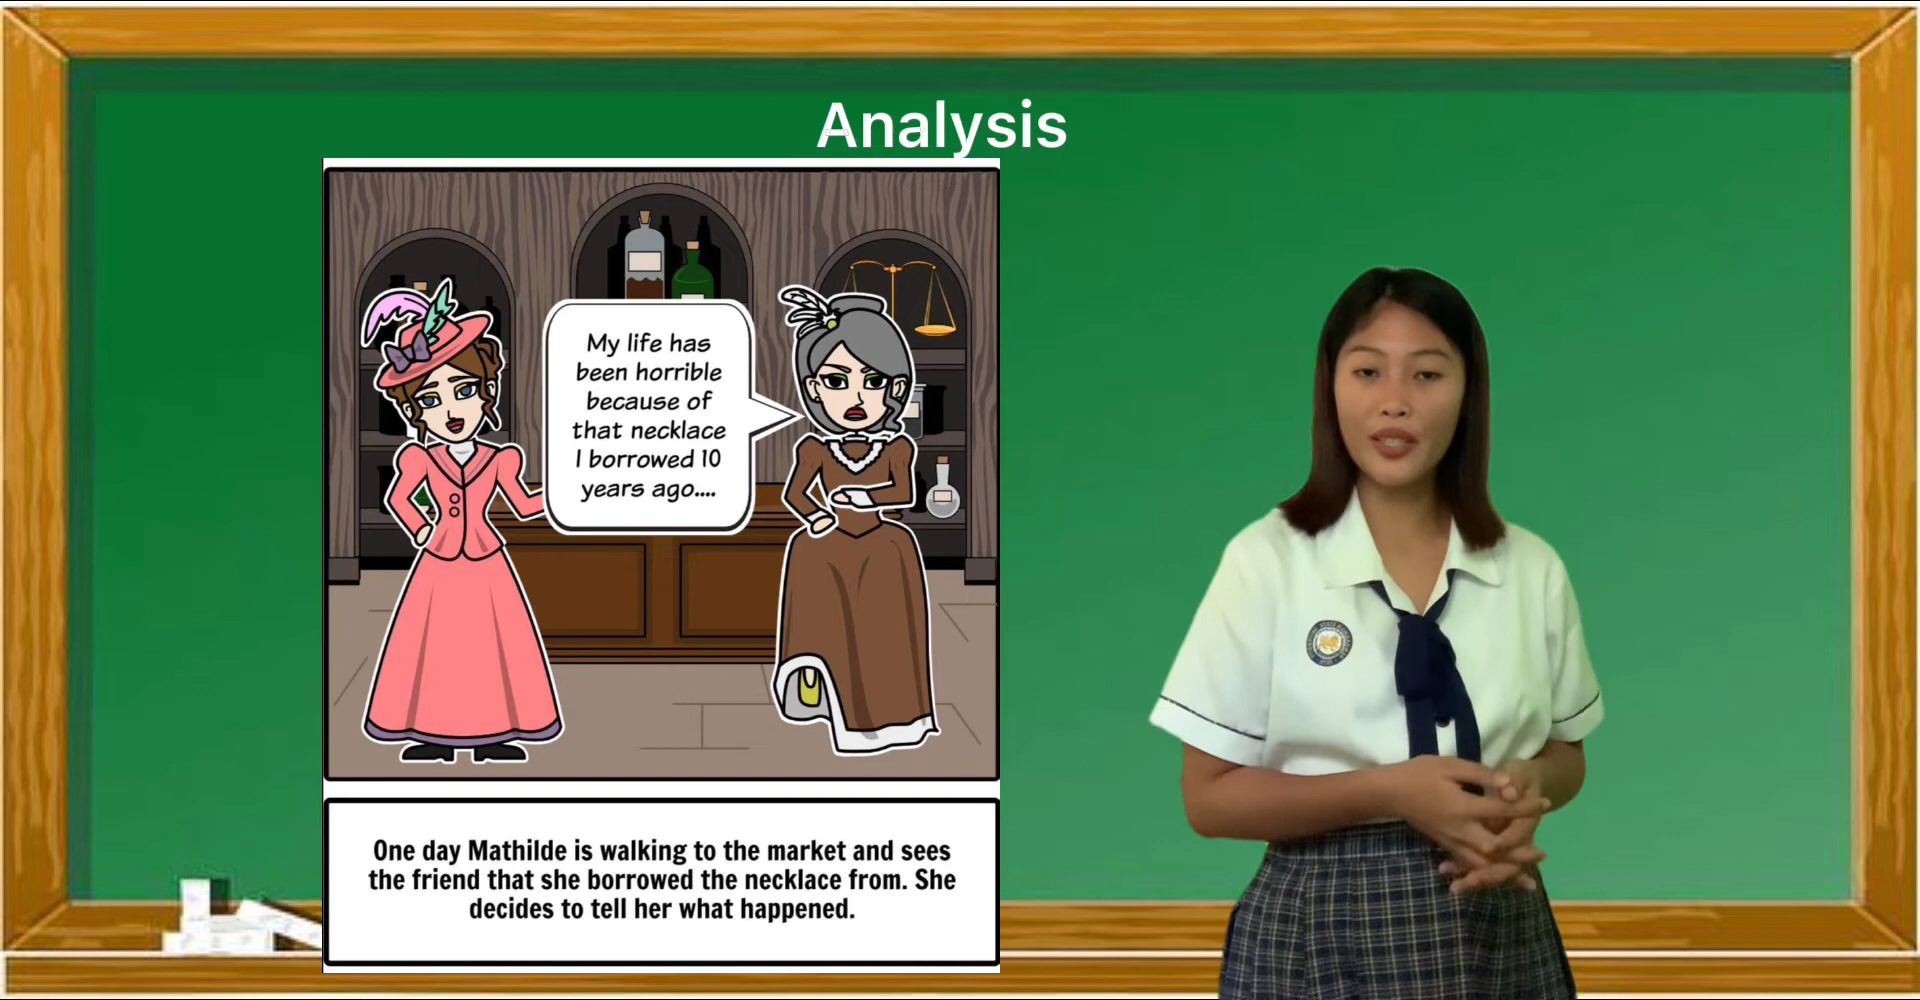 Analysis
My life has
been horrible
because of
that necklace
I borrowed 10
years ago....
One day Mathilde is walking to the market and sees
the friend that she borrowed the necklace from. She
decides to tell her what happened.